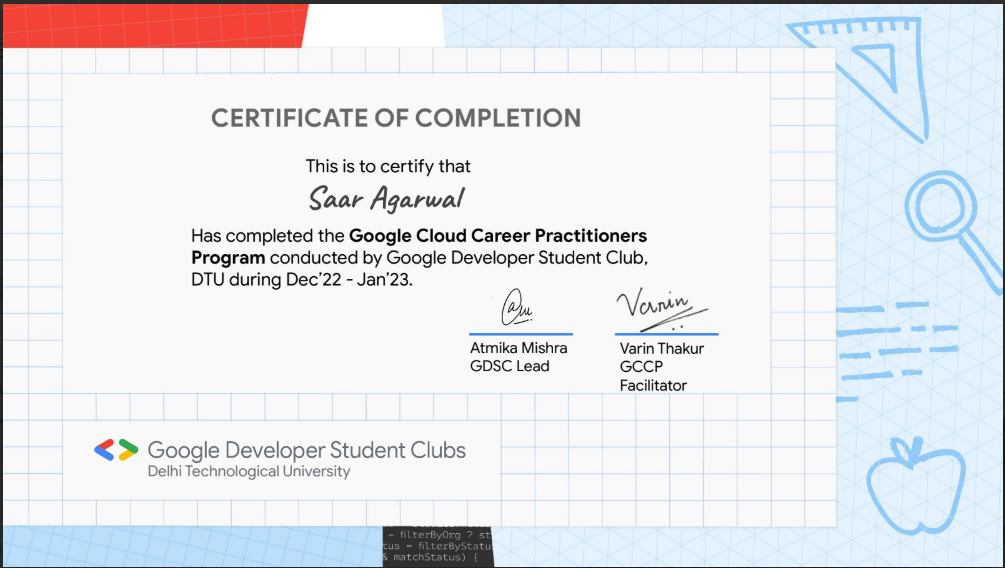 CERTIFICATE OF COMPLETION
This is to certify that
Saar Agarwal
Has completed the Google Cloud Career Practitioners
Program conducted by Google Developer Student Club,
DTU during Dec'22 - Jan'23.
Varin
Atmika Mishra
GDSC Lead
Varin Thakur
GCCP
Facilitator
Google Developer Student Clubs
Delhi Technological University
- filterByOrg ? st
tus = filterByStatu
& matchStatus) {